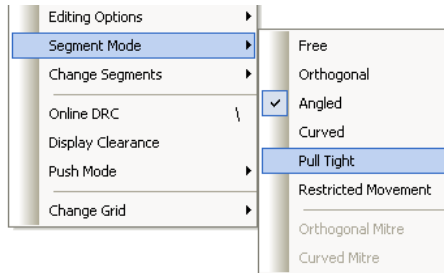 Editing Options
Segment Mode
Change Segments
Online DRC \
Display Clearance
Push Mode
Change Grid
Free
Orthogonal
Angled
Curved
Pull Tight
Restricted Movement
Orthogonal Mitre
Curved Mitre